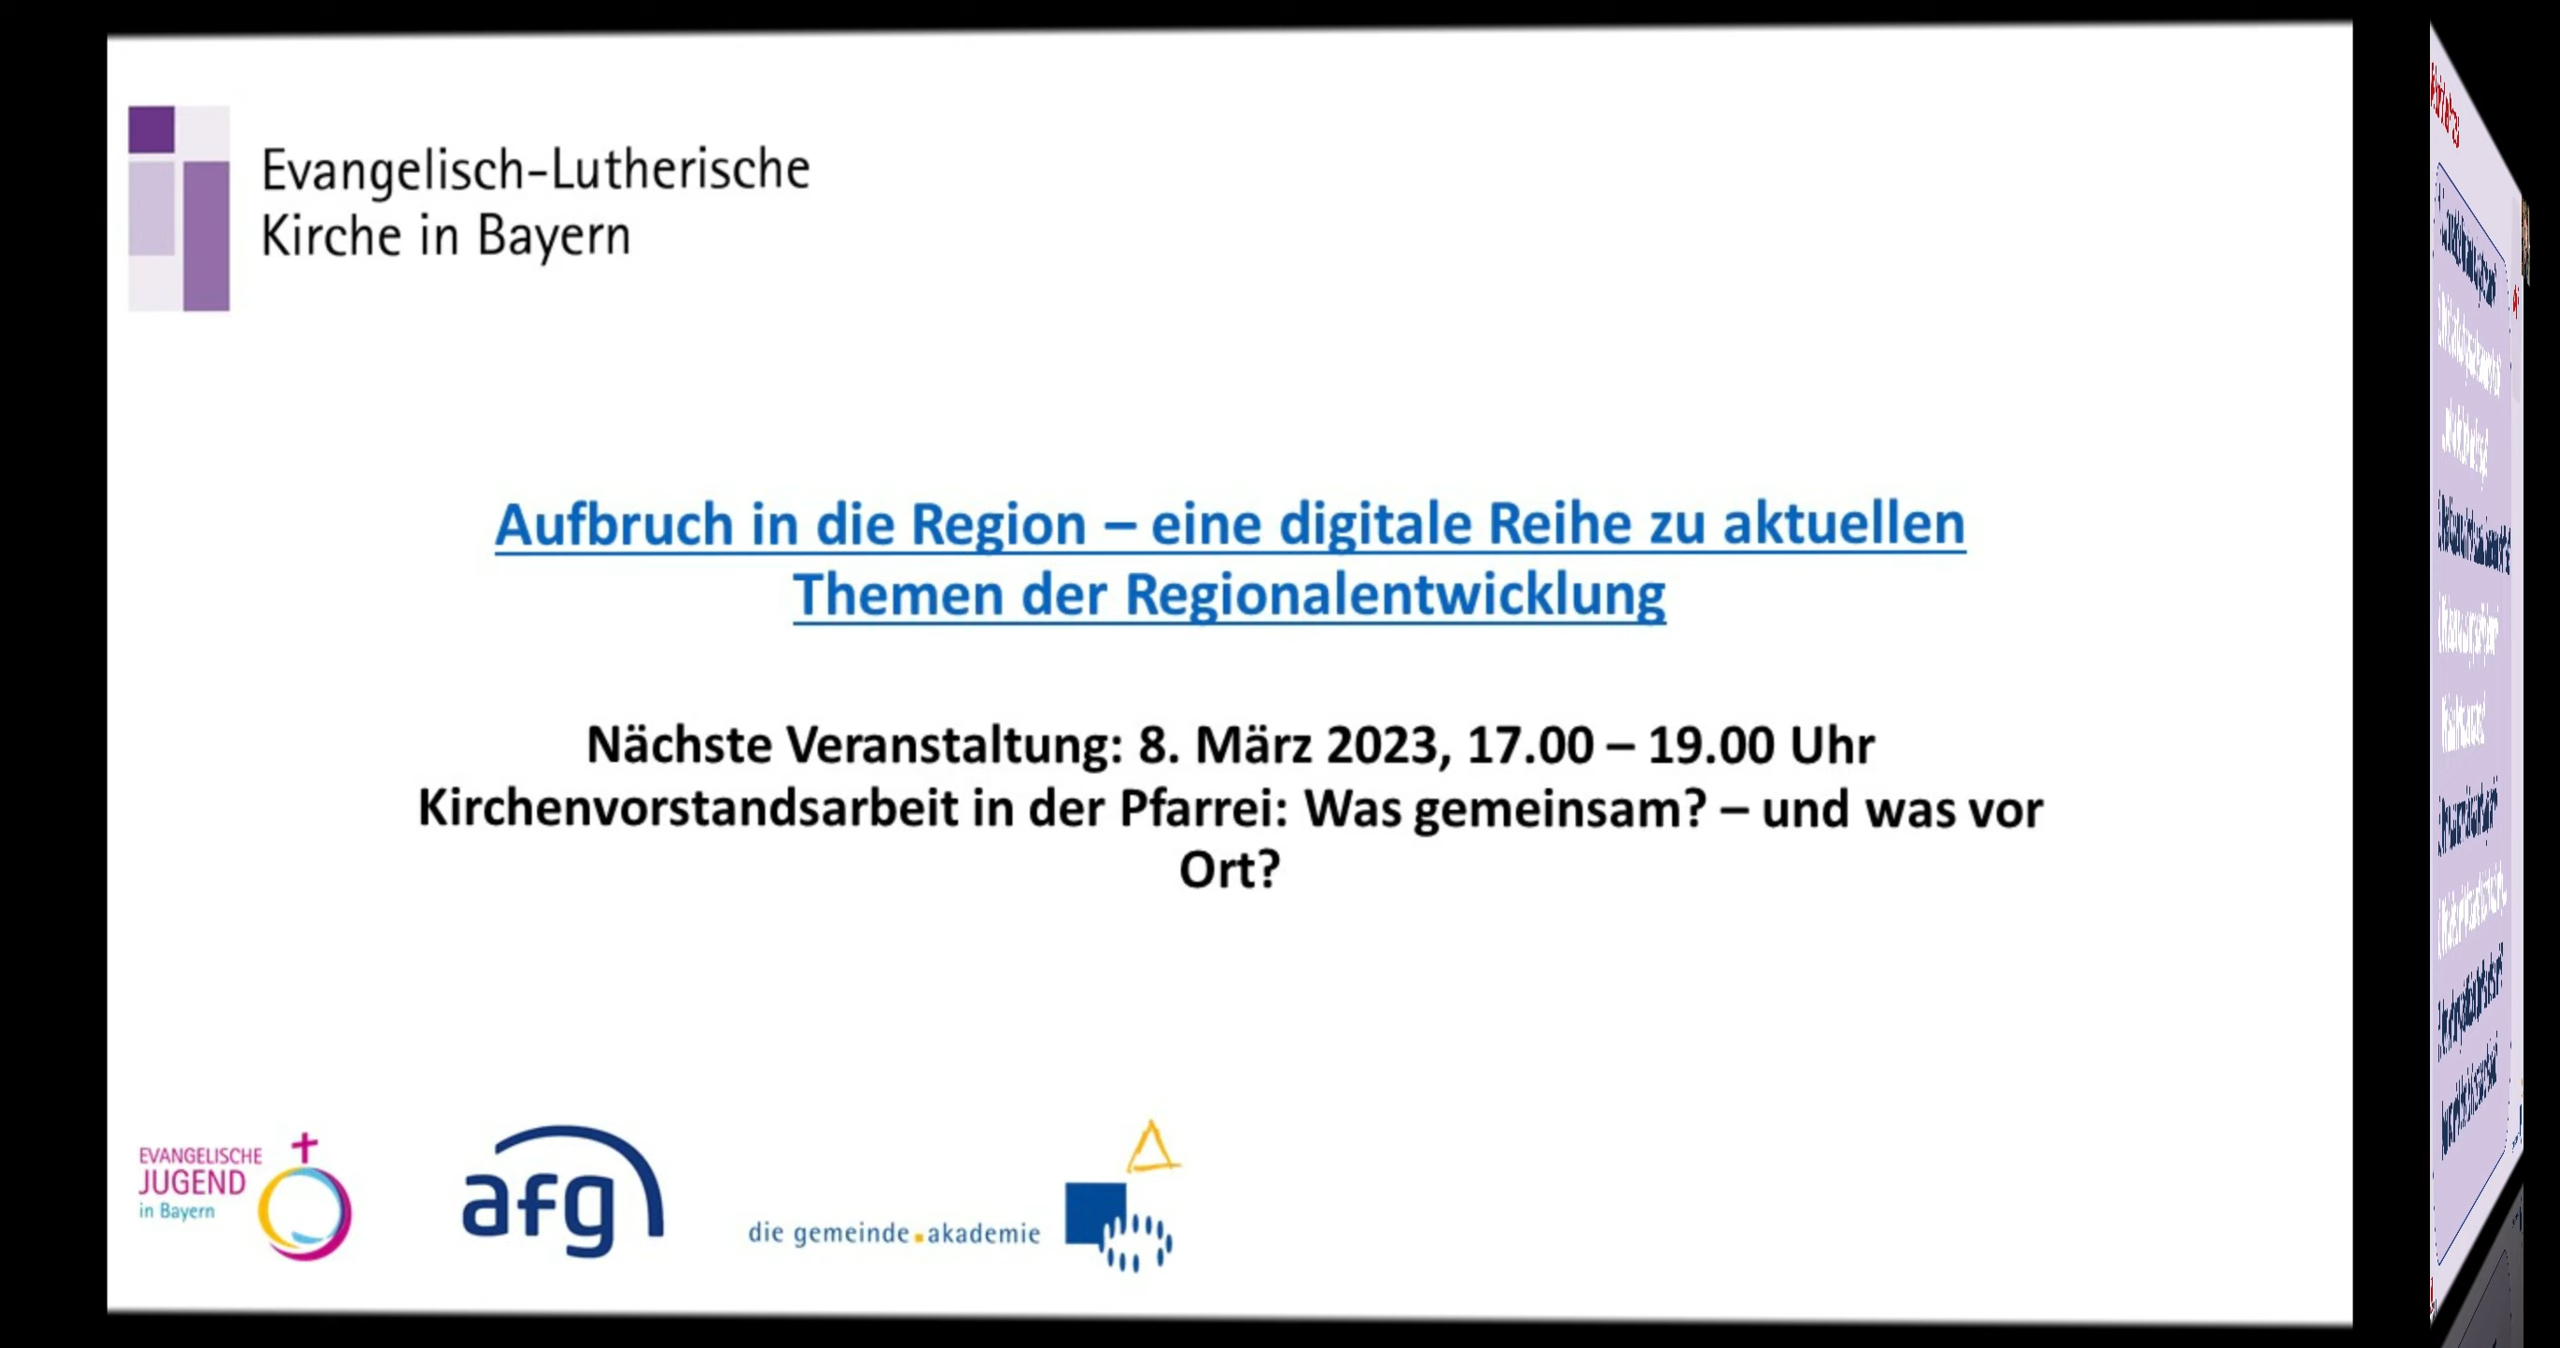 Evangelisch-Lutherische
Kirche in Bayern
Aufbruch in die Region – eine digitale Reihe zu aktuellen
Themen der Regionalentwicklung
Nächste Veranstaltung: 8. März 2023, 17.00 – 19.00 Uhr
Kirchenvorstandsarbeit in der Pfarrei: Was gemeinsam? – und was vor
Ort?
EVANGELISCHE
JUGEND
in Bayern
afg
die gemeinde.akademie